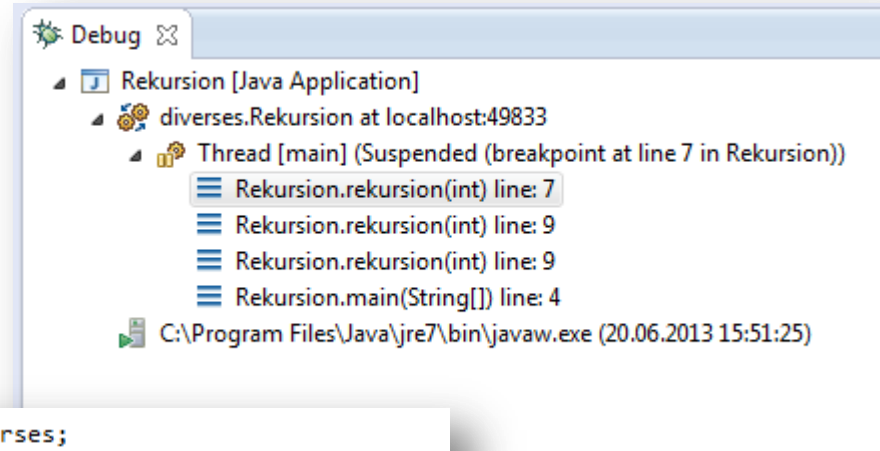 Debug
Rekursion [Java Application]
diverses.Rekursion at localhost:49833
Thread [main] (Suspended (breakpoint at line 7 in Rekursion))
Rekursion.rekursion(int) line: 7
Rekursion.rekursion(int) line: 9
Rekursion.rekursion(int) line: 9
Rekursion.main(String[]) line: 4
C:\Program Files\Java\jre7\bin\javaw.exe (20.06.2013 15:51:25)
rses;